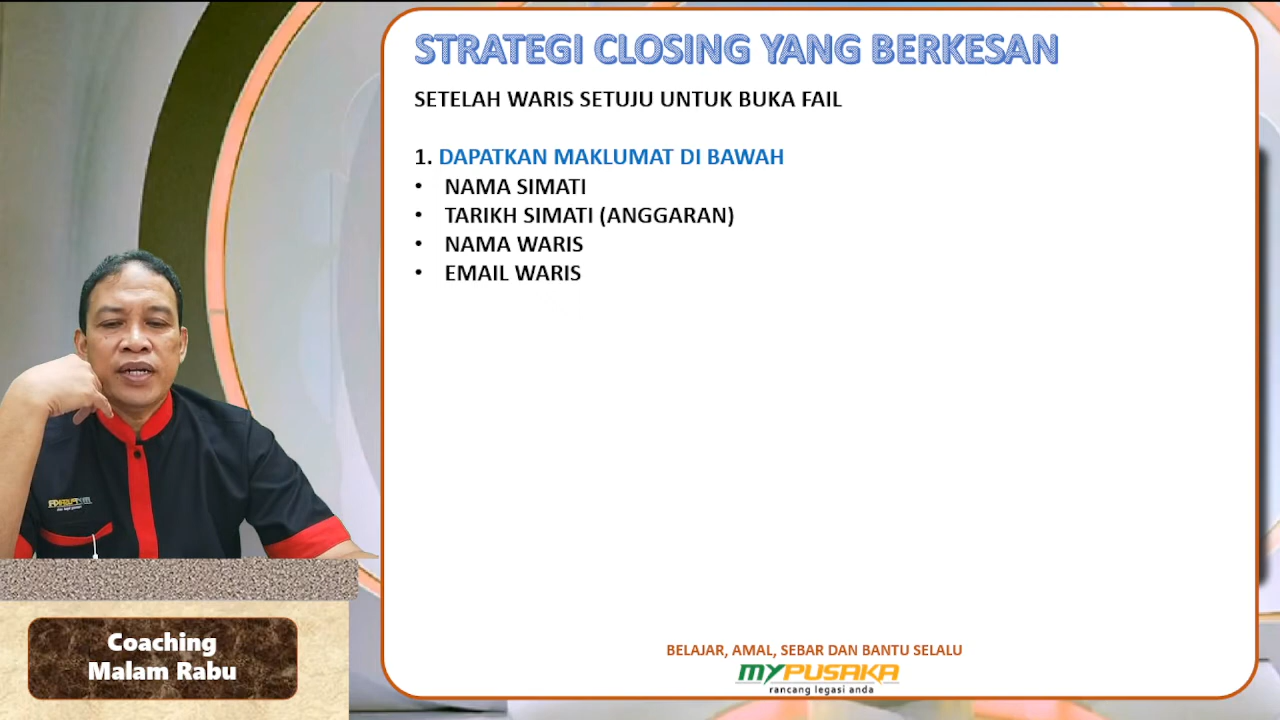 STRATEGI CLOSING YANG BERKESAN
SETELAH WARIS SETUJU UNTUK BUKA FAIL
1. DAPATKAN MAKLUMAT DI BAWAH
• NAMA SIMATI
• TARIKH SIMATI (ANGGARAN)
• NAMA WARIS
• EMAIL WARIS
Coaching
Malam Rabu
BELAJAR, AMAL, SEBAR DAN BANTU SELALU
MYPUSAKA
rancang legasi anda